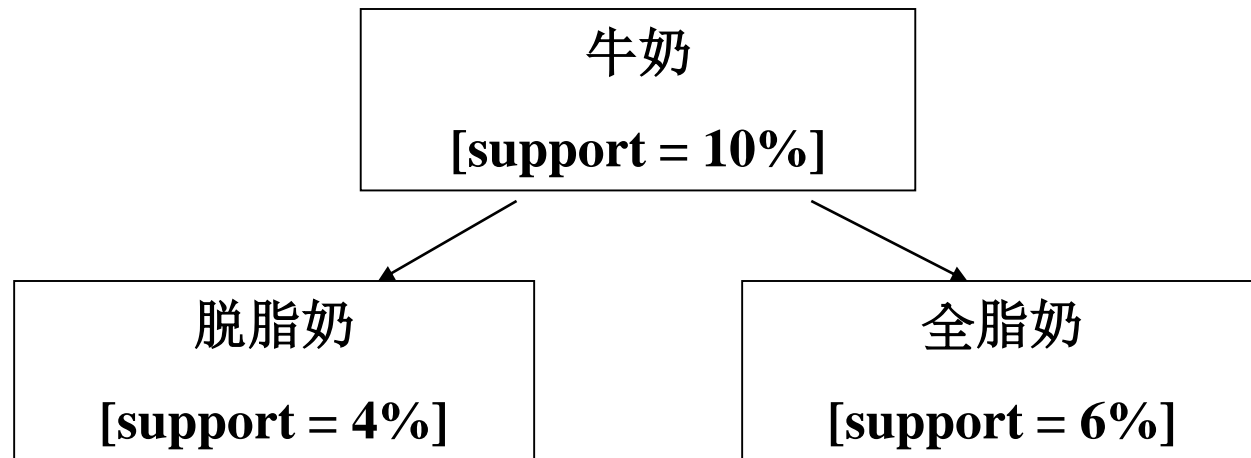 牛奶
[support = 10%]
脱脂奶
[support = 4%]
全脂奶
[support = 6%]